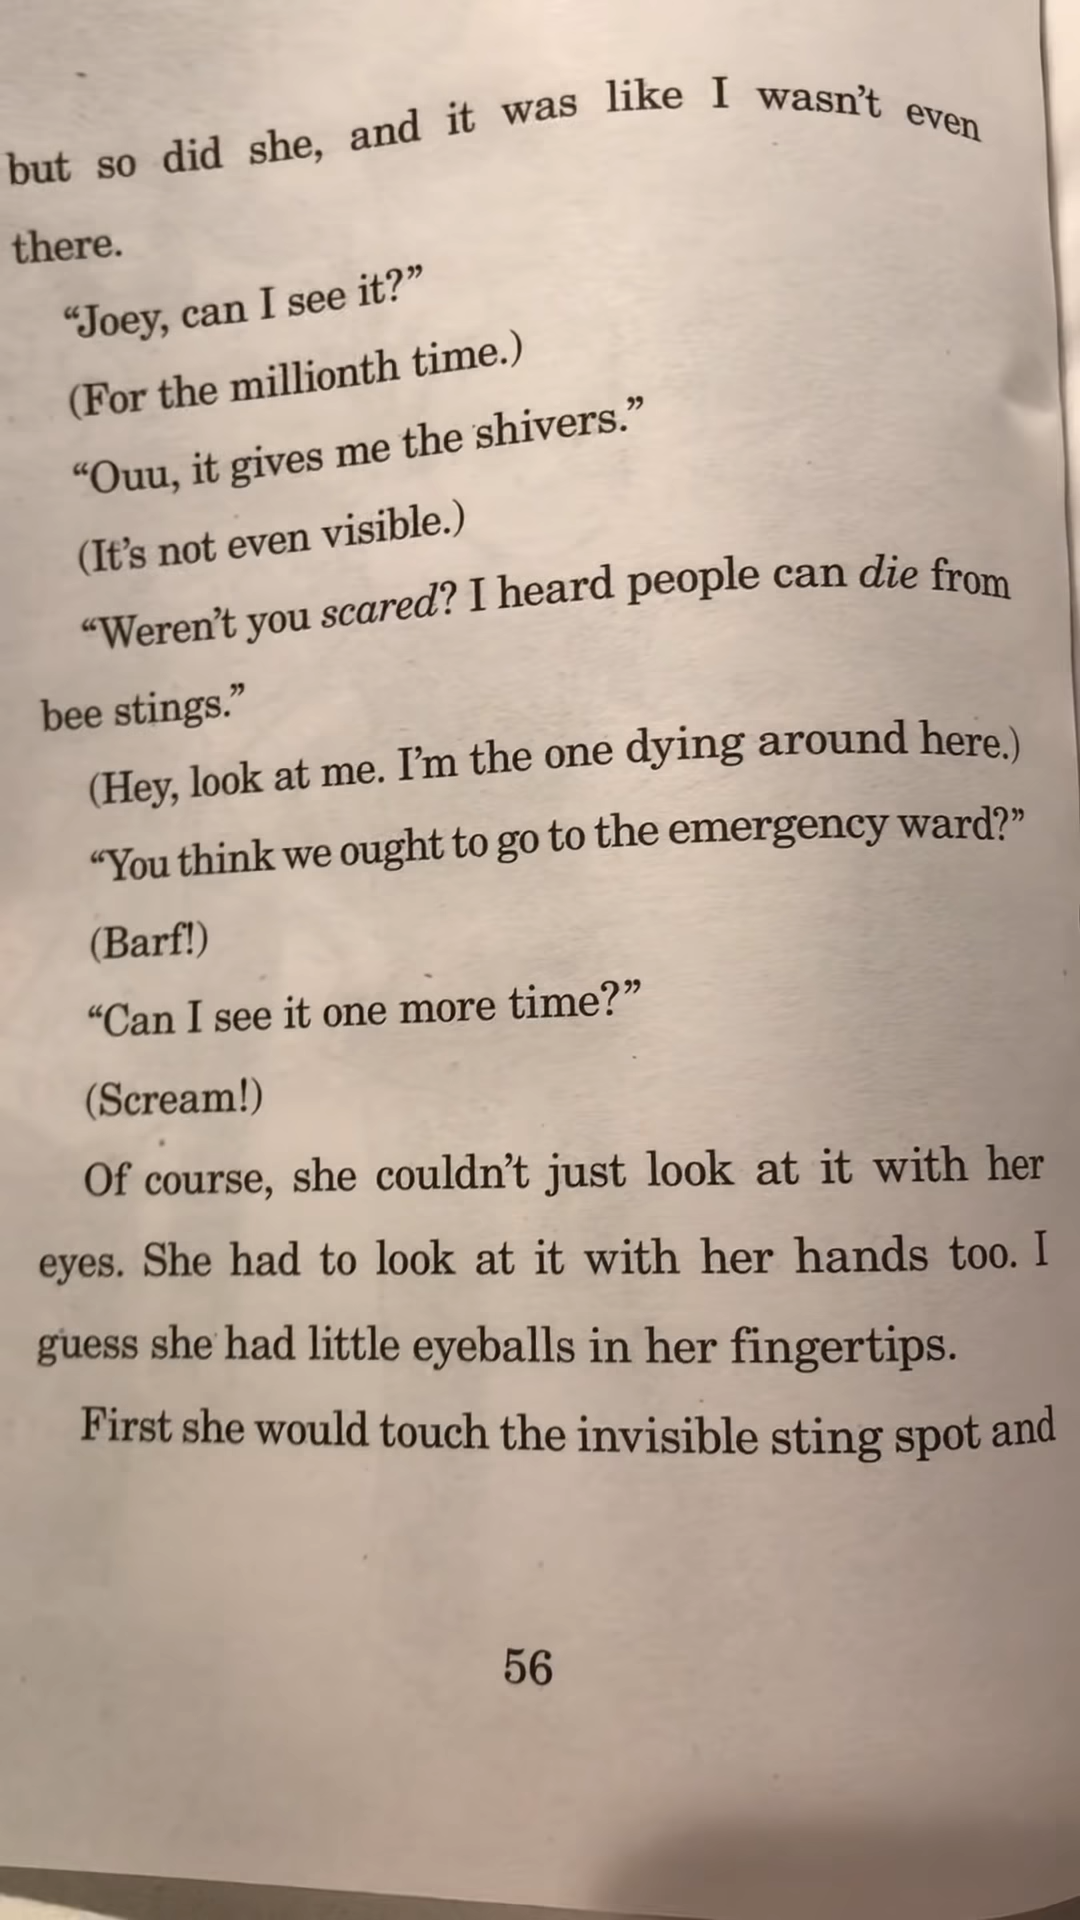 but so did she, and it was like I wasn’t even
there.
“Joey, can I see it?”
(For the millionth time.)
“Ouu, it gives me the shivers.”
(It’s not even visible.)
“Weren’t you scared? I heard people can die from
bee stings.”
(Hey, look at me. I’m the one dying around here.)
“You think we ought to go to the emergency ward?”
(Barf!)
“Can I see it one more time?”
(Scream!)
Of course, she couldn’t just look at it with her
eyes. She had to look at it with her hands too. I
guess she had little eyeballs in her fingertips.
First she would touch the invisible sting spot and
56